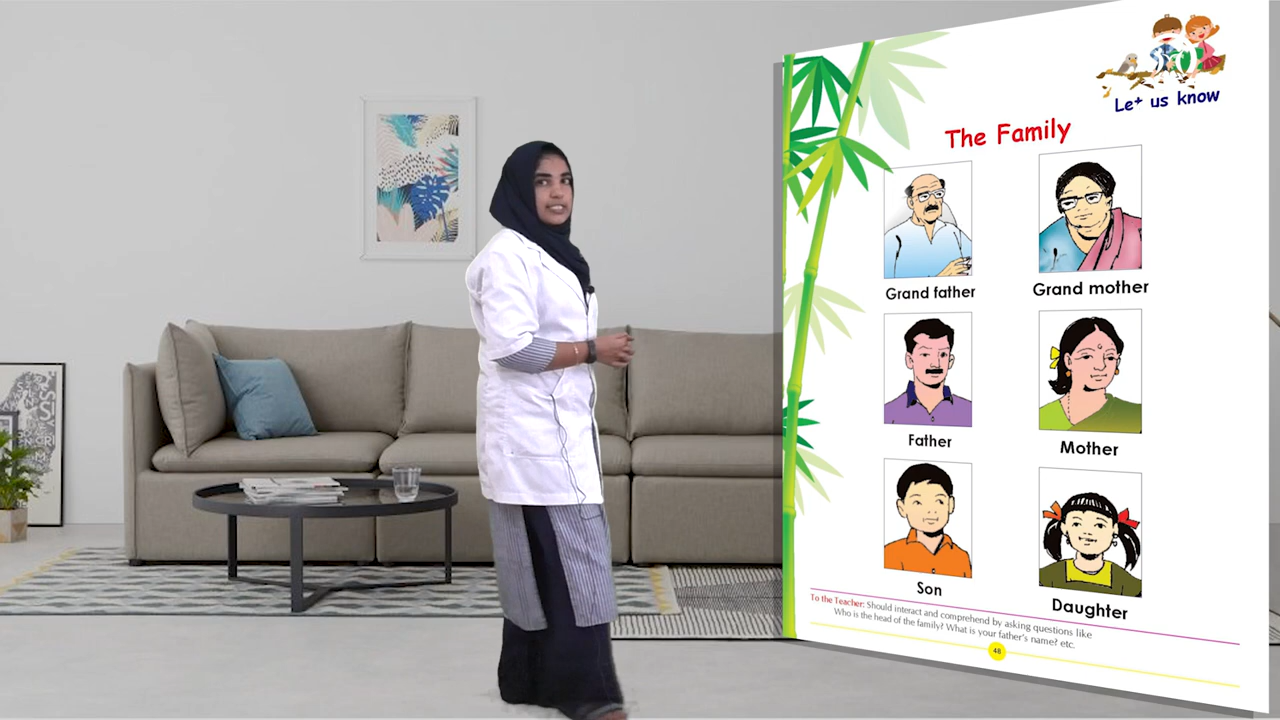 Let us know
The Family
Grand father
Grand mother
Father
Mother
Son
Daughter
To the Teacher: Should interact and comprehend by asking questions like
Who is the head of the family? What is your father's name? etc.
48